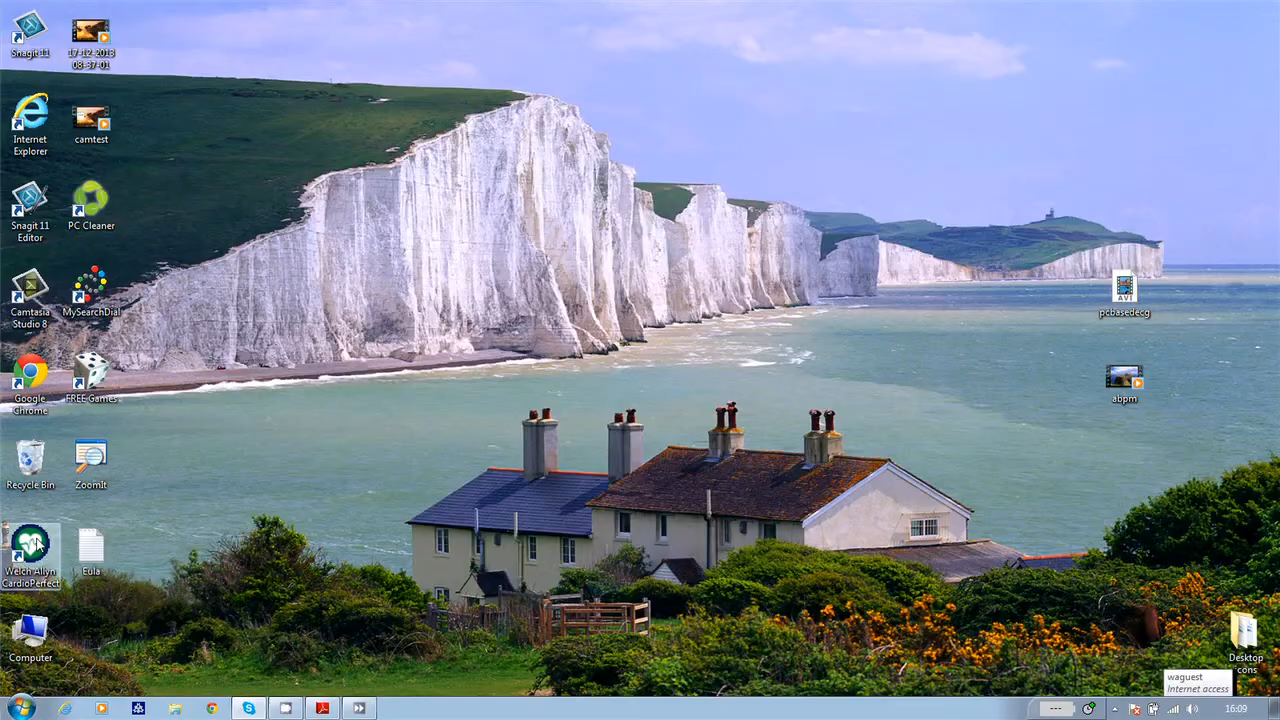 Snagit 11
17-12-2013
08-37-01
Internet
Explorer
camtest
Snagit 11
Editor
PC Cleaner
Camtasia
Studio 8
MySearchDial
Google
Chrome
FREE Games
Recycle Bin
ZoomIt
Welch Allyn
CardioPerfect
Eula
Computer
AVI
pcbasedecg
abpm
Desktop
icons
waguest
Internet access
---
16:09